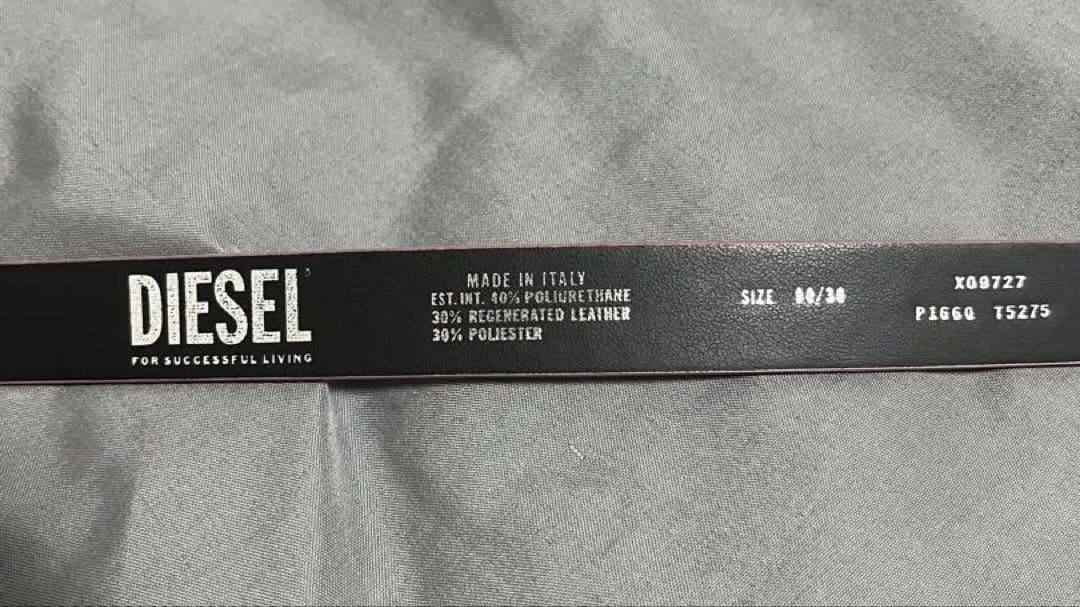 DIESEL
FOR SUCCESSFUL LIVING
MADE IN ITALY
EST. INT. 40% POLIURETHANE
30% REGENERATED LEATHER
30% POLIESTER
SIZE
X09727
P1660 T5275